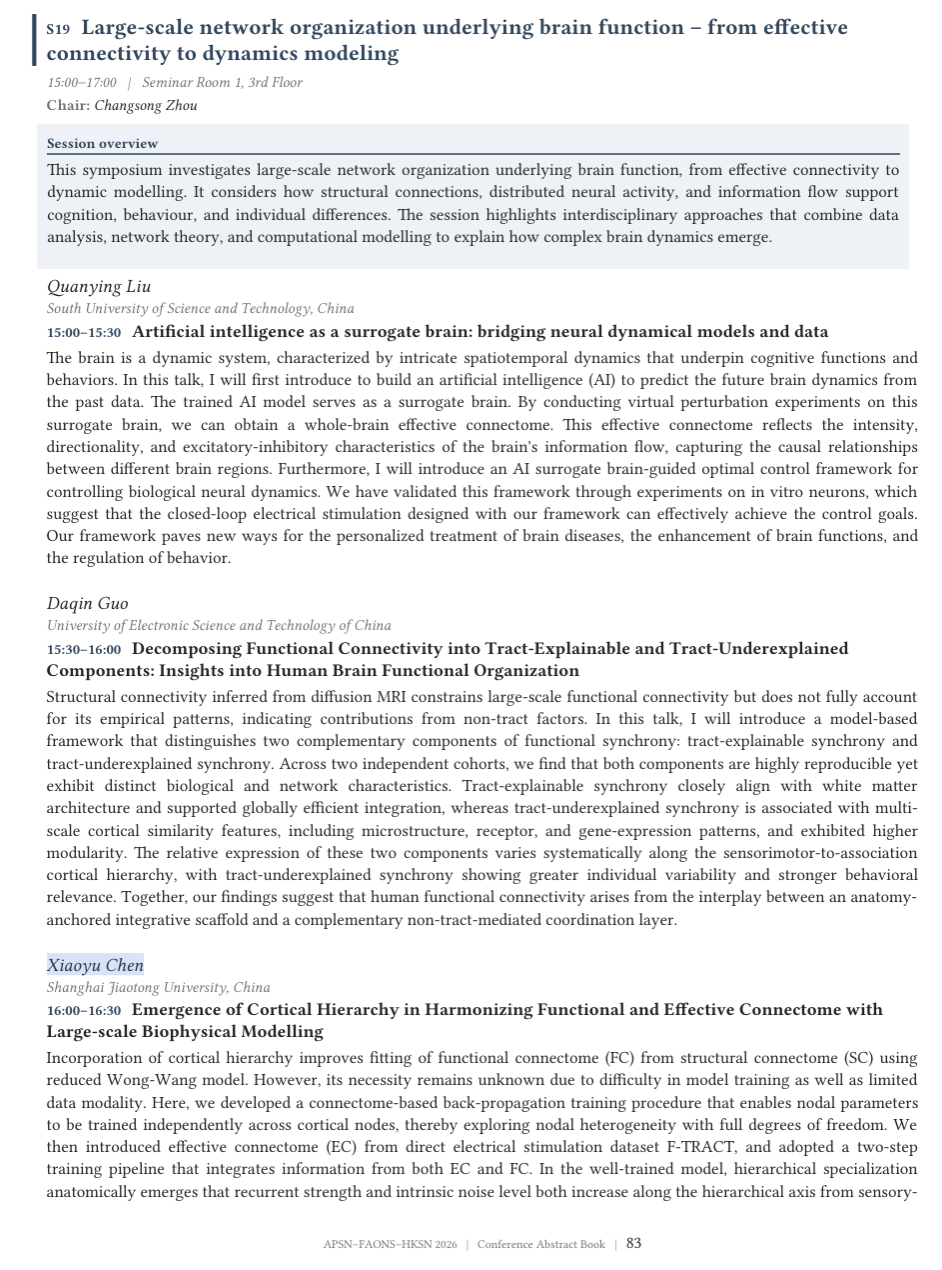 S19 Large-scale network organization underlying brain function – from effective
connectivity to dynamics modeling
15:00–17:00 | Seminar Room 1, 3rd Floor
Chair: Changsong Zhou
Session overview
This symposium investigates large-scale network organization underlying brain function, from effective connectivity to
dynamic modelling. It considers how structural connections, distributed neural activity, and information flow support
cognition, behaviour, and individual differences. The session highlights interdisciplinary approaches that combine data
analysis, network theory, and computational modelling to explain how complex brain dynamics emerge.
Quanying Liu
South University of Science and Technology, China
15:00–15:30 Artificial intelligence as a surrogate brain: bridging neural dynamical models and data
The brain is a dynamic system, characterized by intricate spatiotemporal dynamics that underpin cognitive functions and
behaviors. In this talk, I will first introduce to build an artificial intelligence (AI) to predict the future brain dynamics from
the past data. The trained AI model serves as a surrogate brain. By conducting virtual perturbation experiments on this
surrogate brain, we can obtain a whole-brain effective connectome. This effective connectome reflects the intensity,
directionality, and excitatory-inhibitory characteristics of the brain's information flow, capturing the causal relationships
between different brain regions. Furthermore, I will introduce an AI surrogate brain-guided optimal control framework for
controlling biological neural dynamics. We have validated this framework through experiments on in vitro neurons, which
suggest that the closed-loop electrical stimulation designed with our framework can effectively achieve the control goals.
Our framework paves new ways for the personalized treatment of brain diseases, the enhancement of brain functions, and
the regulation of behavior.
Daqin Guo
University of Electronic Science and Technology of China
15:30–16:00 Decomposing Functional Connectivity into Tract-Explainable and Tract-Underexplained
Components: Insights into Human Brain Functional Organization
Structural connectivity inferred from diffusion MRI constrains large-scale functional connectivity but does not fully account
for its empirical patterns, indicating contributions from non-tract factors. In this talk, I will introduce a model-based
framework that distinguishes two complementary components of functional synchrony: tract-explainable synchrony and
tract-underexplained synchrony. Across two independent cohorts, we find that both components are highly reproducible yet
exhibit distinct biological and network characteristics. Tract-explainable synchrony closely align with white matter
architecture and supported globally efficient integration, whereas tract-underexplained synchrony is associated with multi-
scale cortical similarity features, including microstructure, receptor, and gene-expression patterns, and exhibited higher
modularity. The relative expression of these two components varies systematically along the sensorimotor-to-association
cortical hierarchy, with tract-underexplained synchrony showing greater individual variability and stronger behavioral
relevance. Together, our findings suggest that human functional connectivity arises from the interplay between an anatomy-
anchored integrative scaffold and a complementary non-tract-mediated coordination layer.
Xiaoyu Chen
Shanghai Jiaotong University, China
16:00–16:30 Emergence of Cortical Hierarchy in Harmonizing Functional and Effective Connectome with
Large-scale Biophysical Modelling
Incorporation of cortical hierarchy improves fitting of functional connectome (FC) from structural connectome (SC) using
reduced Wong-Wang model. However, its necessity remains unknown due to difficulty in model training as well as limited
data modality. Here, we developed a connectome-based back-propagation training procedure that enables nodal parameters
to be trained independently across cortical nodes, thereby exploring nodal heterogeneity with full degrees of freedom. We
then introduced effective connectome (EC) from direct electrical stimulation dataset F-TRACT, and adopted a two-step
training pipeline that integrates information from both EC and FC. In the well-trained model, hierarchical specialization
anatomically emerges that recurrent strength and intrinsic noise level both increase along the hierarchical axis from sensory-
APSN–FAONS–HKSN 2026 | Conference Abstract Book | 83